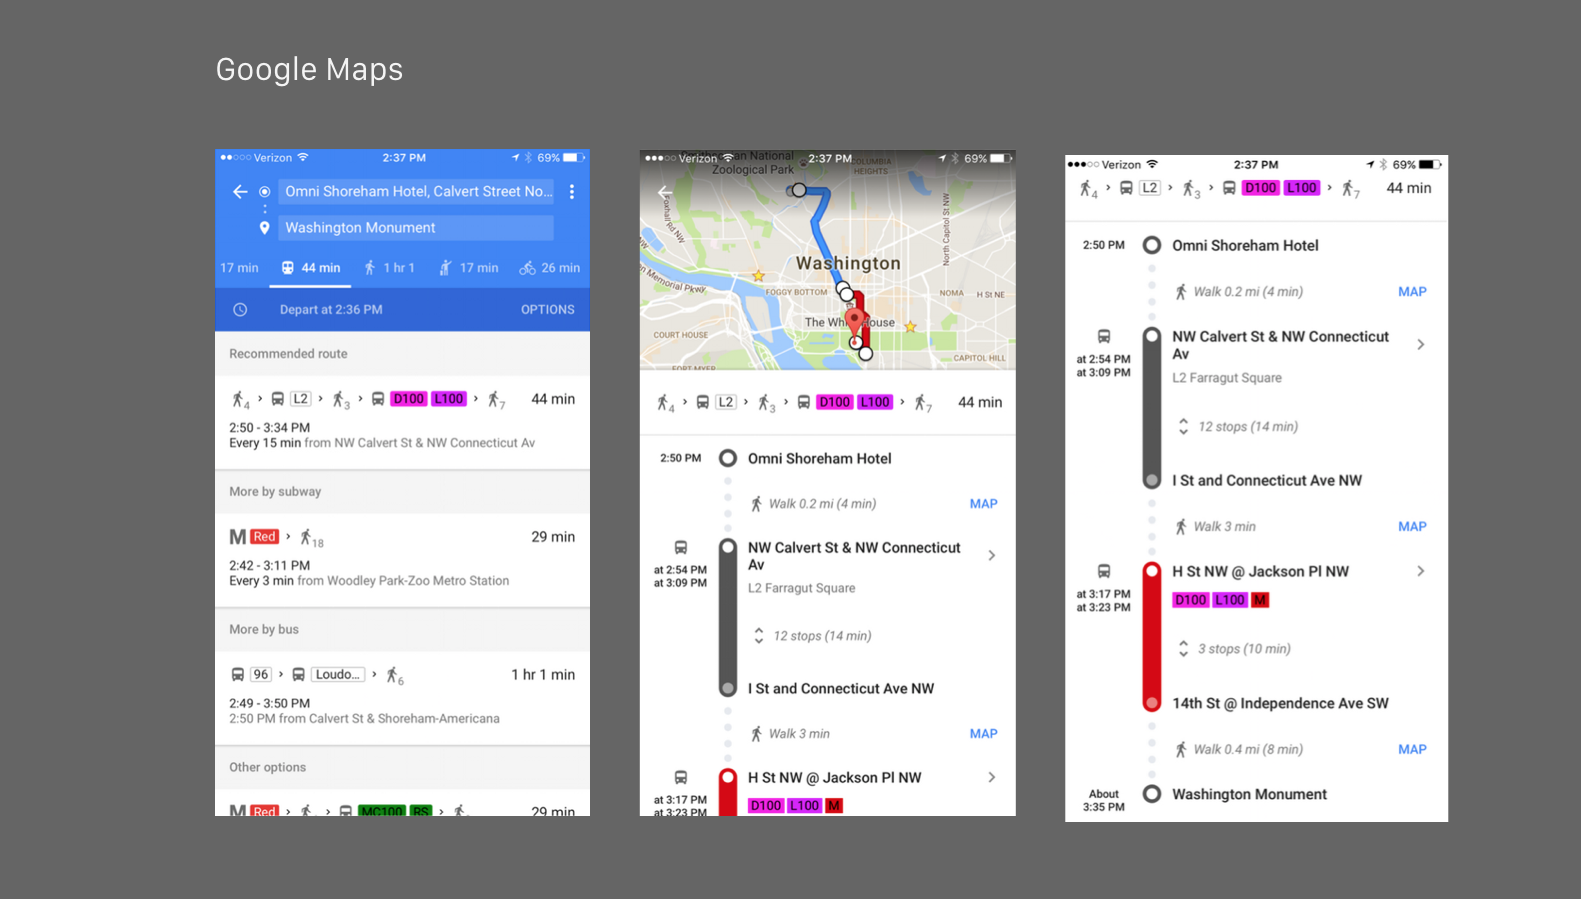 Google Maps
Verizon 2:37 PM 69%
Omni Shoreham Hotel, Calvert Street No...
Washington Monument
17 min 44 min 1 hr 1 17 min 26 min
Depart at 2:36 PM OPTIONS
Recommended route
4 › L2 › 3 › D100 L100 › 7 44 min
2:50 - 3:34 PM
Every 15 min from NW Calvert St & NW Connecticut Av
More by subway
M Red › 18 29 min
2:42 - 3:11 PM
Every 3 min from Woodley Park-Zoo Metro Station
More by bus
96 › Loudo... › 6 1 hr 1 min
2:49 - 3:50 PM
2:50 PM from Calvert St & Shoreham-Americana
Other options
M Red › › MC100 RS › 29 min
Verizon 2:37 PM 69%
Smithsonian National
Zoological Park
COLUMBIA
HEIGHTS
Foxhall Rd NW
North Capitol St NW
Washington
Memorial Pkwy
FOGGY BOTTOM
NOMA H St NE
The White House
COURT HOUSE
CAPITOL HILL
FORT MYER
4 › L2 › 3 › D100 L100 › 7 44 min
2:50 PM Omni Shoreham Hotel
Walk 0.2 mi (4 min) MAP
NW Calvert St & NW Connecticut
Av
at 2:54 PM
at 3:09 PM
L2 Farragut Square
12 stops (14 min)
I St and Connecticut Ave NW
Walk 3 min MAP
H St NW @ Jackson Pl NW
at 3:17 PM
at 3:23 PM
D100 L100 M
Verizon 2:37 PM 69%
4 › L2 › 3 › D100 L100 › 7 44 min
2:50 PM Omni Shoreham Hotel
Walk 0.2 mi (4 min) MAP
NW Calvert St & NW Connecticut
Av
at 2:54 PM
at 3:09 PM
L2 Farragut Square
12 stops (14 min)
I St and Connecticut Ave NW
Walk 3 min MAP
H St NW @ Jackson Pl NW
at 3:17 PM
at 3:23 PM
D100 L100 M
3 stops (10 min)
14th St @ Independence Ave SW
Walk 0.4 mi (8 min) MAP
About
3:35 PM
Washington Monument